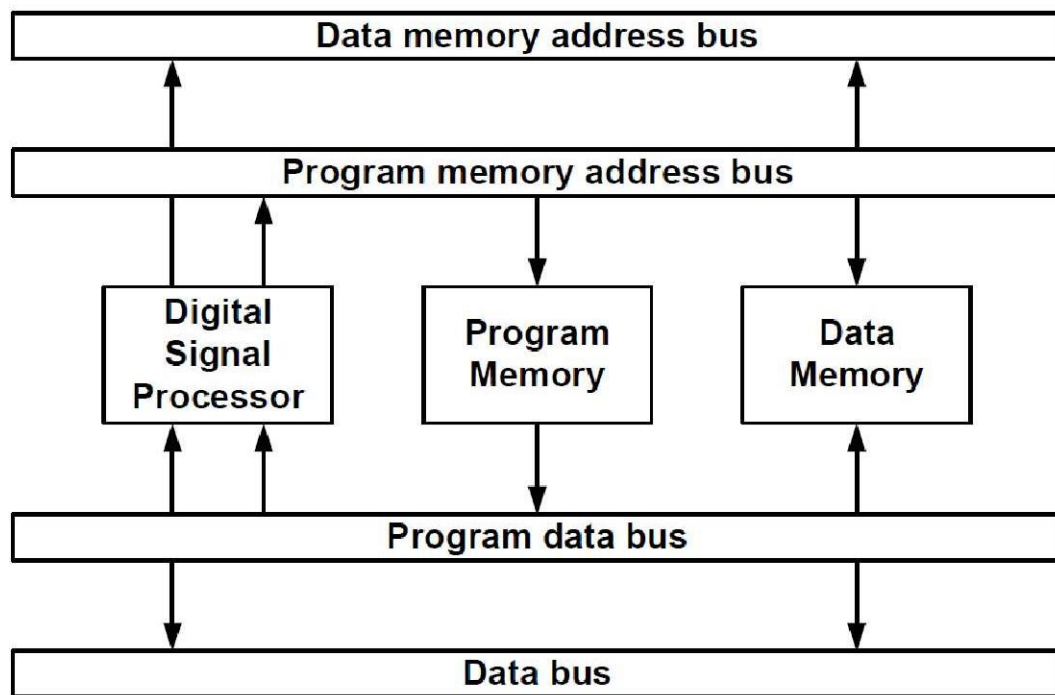 Data memory address bus
Program memory address bus
Digital
Signal
Processor
Program
Memory
Data
Memory
Program data bus
Data bus